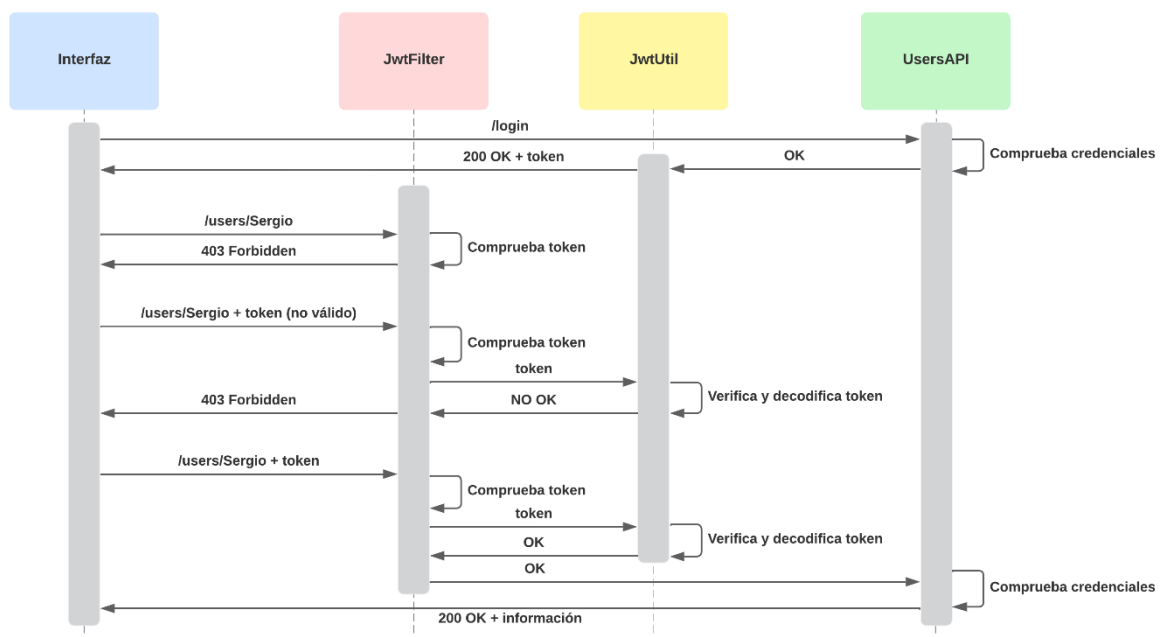 Interfaz
JwtFilter
JwtUtil
UsersAPI
/login
Comprueba credenciales
200 OK + token
OK
/users/Sergio
Comprueba token
403 Forbidden
/users/Sergio + token (no válido)
Comprueba token
token
Verifica y decodifica token
403 Forbidden
NO OK
/users/Sergio + token
Comprueba token
token
Verifica y decodifica token
OK
OK
Comprueba credenciales
200 OK + información